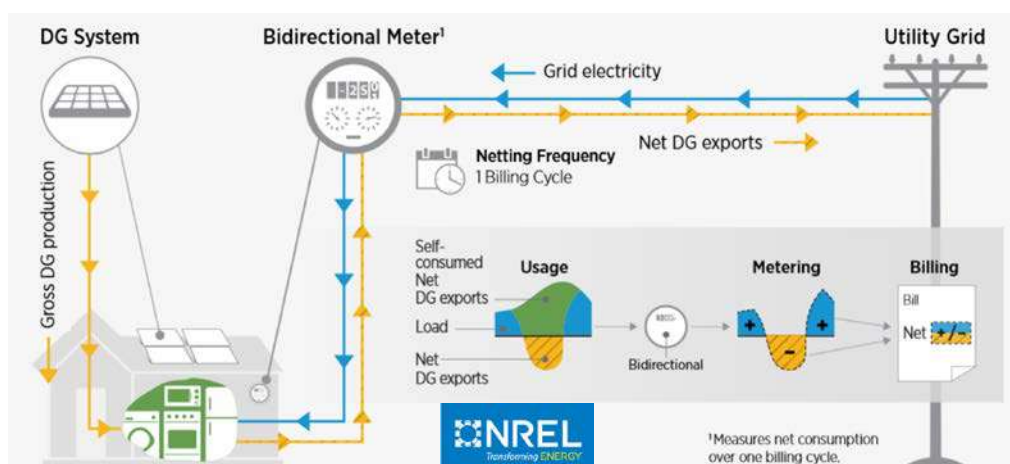 DG System
Bidirectional Meter¹
Utility Grid
Grid electricity
Net DG exports
Netting Frequency
1 Billing Cycle
Gross DG production
Self-
consumed
Net
DG exports
Load
Net
DG exports
Usage
Bidirectional
Metering
+
-
+
Billing
Bill
Net +/-
NREL
Transforming ENERGY
¹Measures net consumption
over one billing cycle.